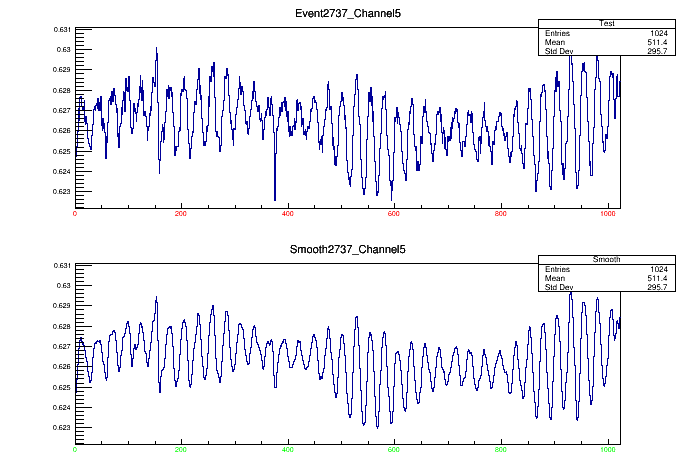 Event2737_Channel5
Test
Entries 1024
Mean 511.4
Std Dev 295.7
0.631
0.63
0.629
0.628
0.627
0.626
0.625
0.624
0.623
0 200 400 600 800 1000
Smooth2737_Channel5
Smooth
Entries 1024
Mean 511.4
Std Dev 295.7
0.631
0.63
0.629
0.628
0.627
0.626
0.625
0.624
0.623
0 200 400 600 800 1000